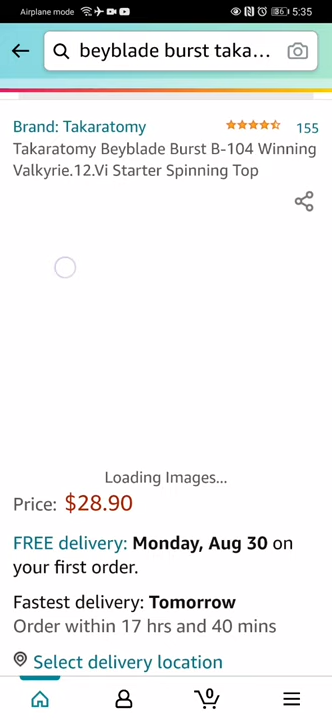 Airplane mode 86 5:35
beyblade burst taka...
Brand: Takaratomy 155
Takaratomy Beyblade Burst B-104 Winning
Valkyrie.12.Vi Starter Spinning Top
Loading Images...
Price: $28.90
FREE delivery: Monday, Aug 30 on
your first order.
Fastest delivery: Tomorrow
Order within 17 hrs and 40 mins
Select delivery location
0